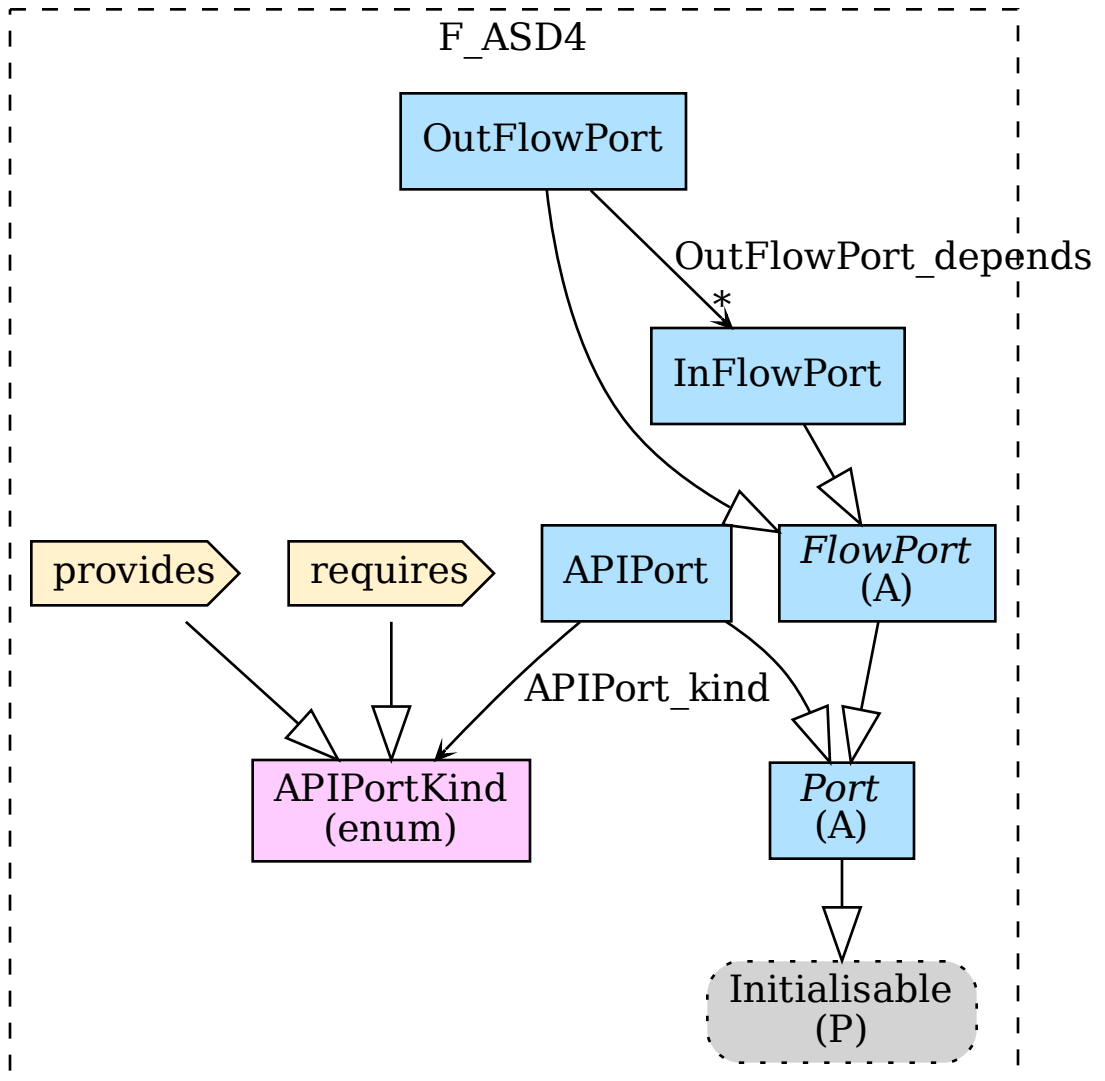 F_ASD4
OutFlowPort
OutFlowPort_depends
*
InFlowPort
provides
requires
APIPort
FlowPort
(A)
APIPort_kind
APIPortKind
(enum)
Port
(A)
Initialisable
(P)